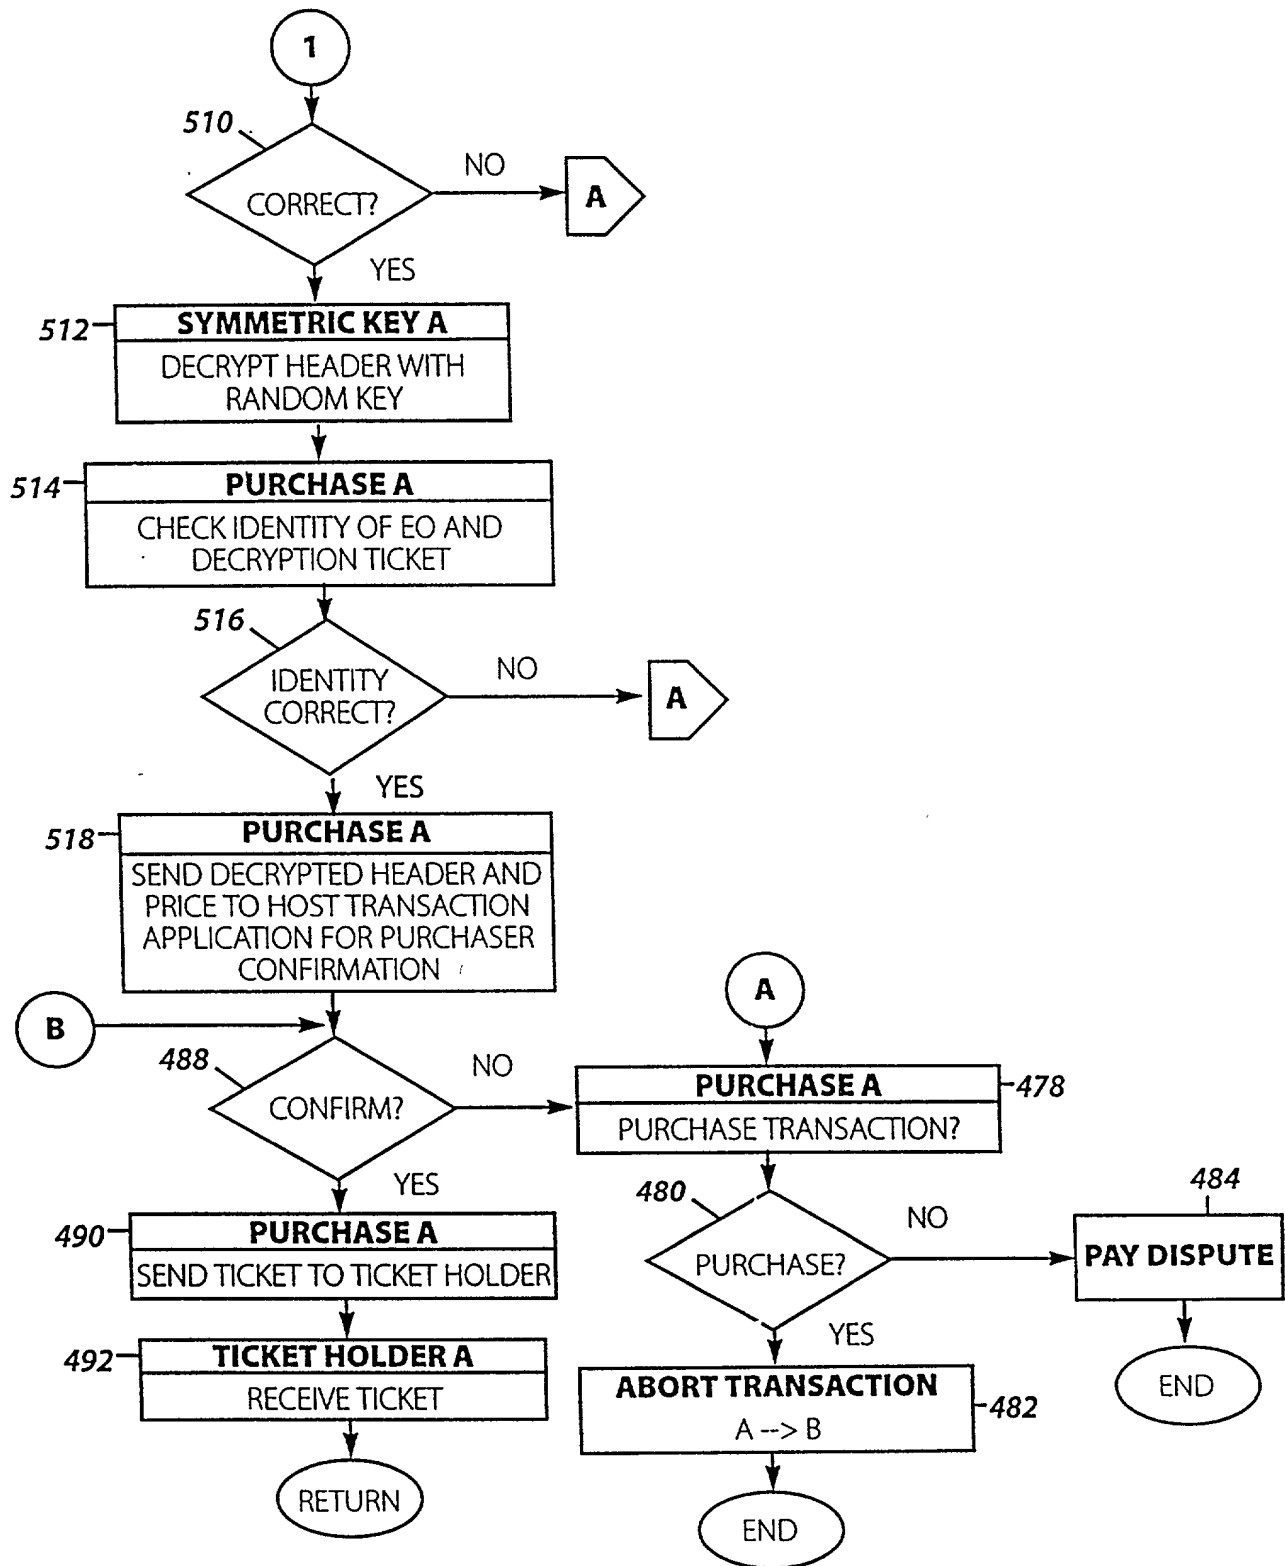 1
510
CORRECT?
NO
A
YES
512
SYMMETRIC KEY A
DECRYPT HEADER WITH
RANDOM KEY
514
PURCHASE A
CHECK IDENTITY OF EO AND
DECRYPTION TICKET
516
IDENTITY
CORRECT?
NO
A
YES
518
PURCHASE A
SEND DECRYPTED HEADER AND
PRICE TO HOST TRANSACTION
APPLICATION FOR PURCHASER
CONFIRMATION
B
488
CONFIRM?
NO
YES
490
PURCHASE A
SEND TICKET TO TICKET HOLDER
492
TICKET HOLDER A
RECEIVE TICKET
RETURN
A
PURCHASE A
478
PURCHASE TRANSACTION?
480
PURCHASE?
NO
YES
ABORT TRANSACTION
A --> B
482
END
484
PAY DISPUTE
END